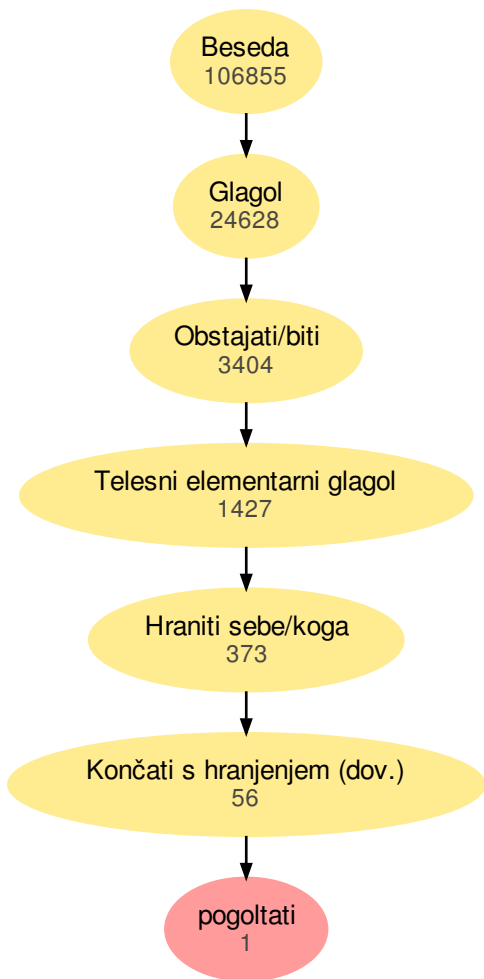 Beseda
106855
Glagol
24628
Obstajati/biti
3404
Telesni elementarni glagol
1427
Hraniti sebe/koga
373
Končati s hranjenjem (dov.)
56
pogoltati
1